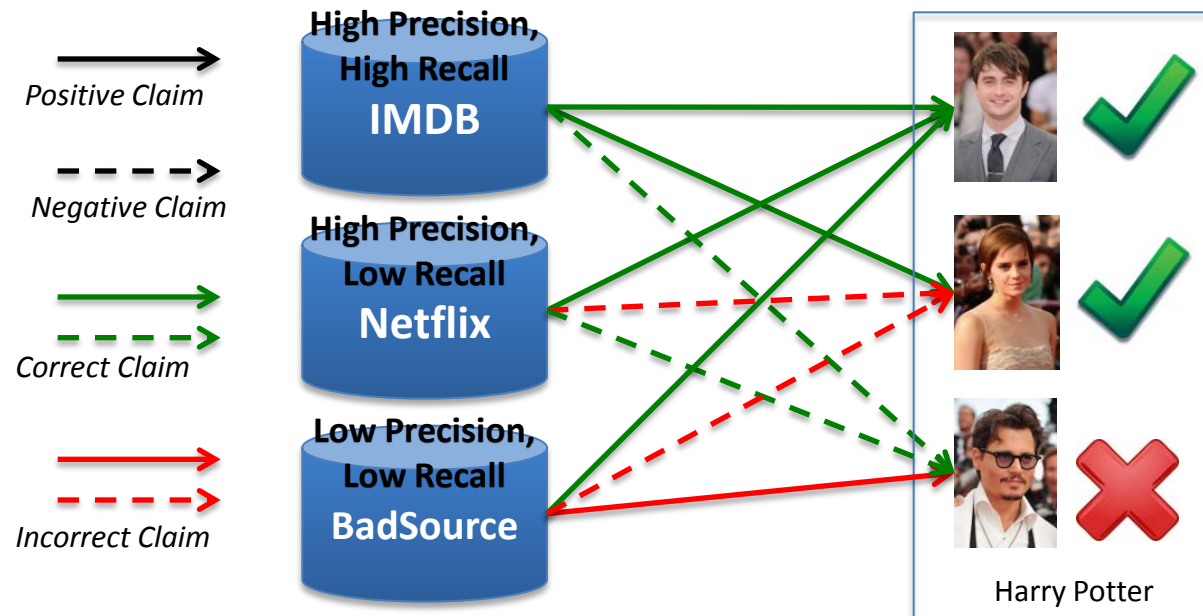 Positive Claim
Negative Claim
Correct Claim
Incorrect Claim
High Precision,
High Recall
IMDB
High Precision,
Low Recall
Netflix
Low Precision,
Low Recall
BadSource
Harry Potter